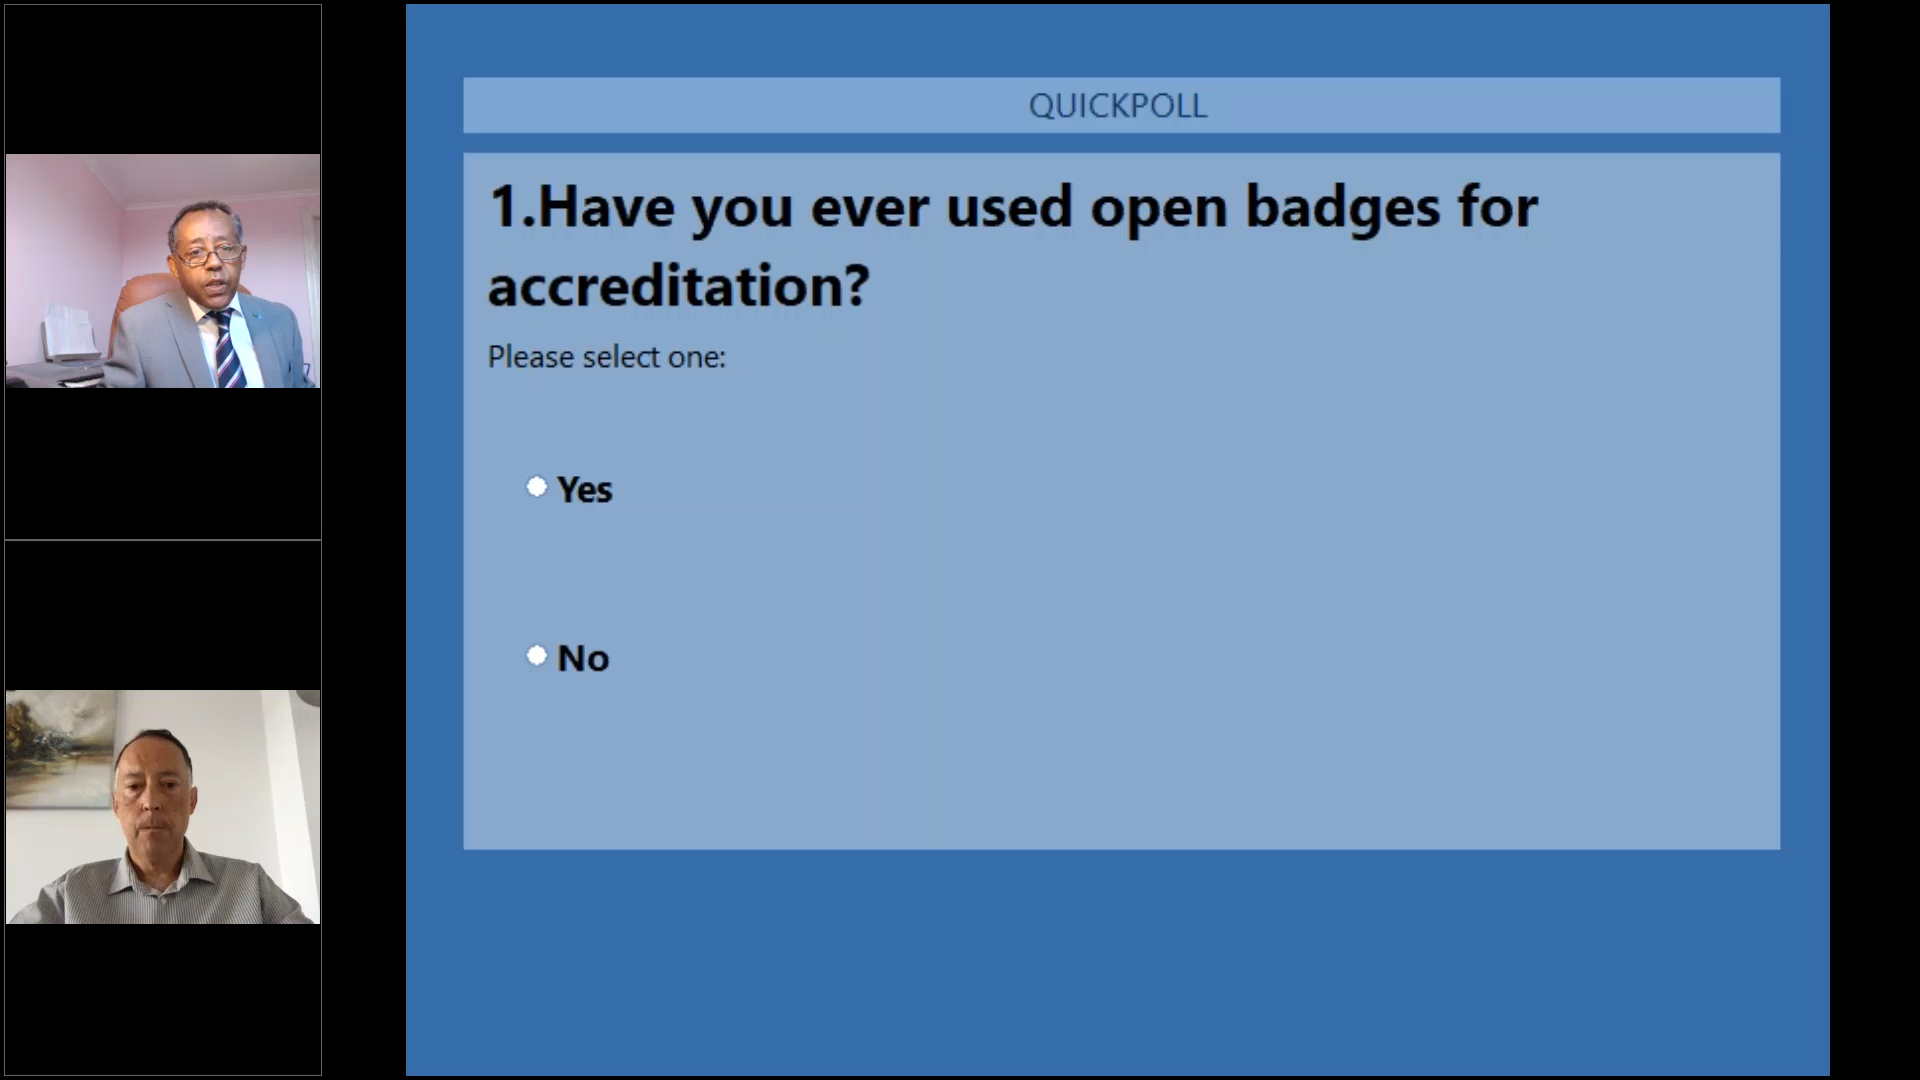 QUICKPOLL
1.Have you ever used open badges for
accreditation?
Please select one:
Yes
No